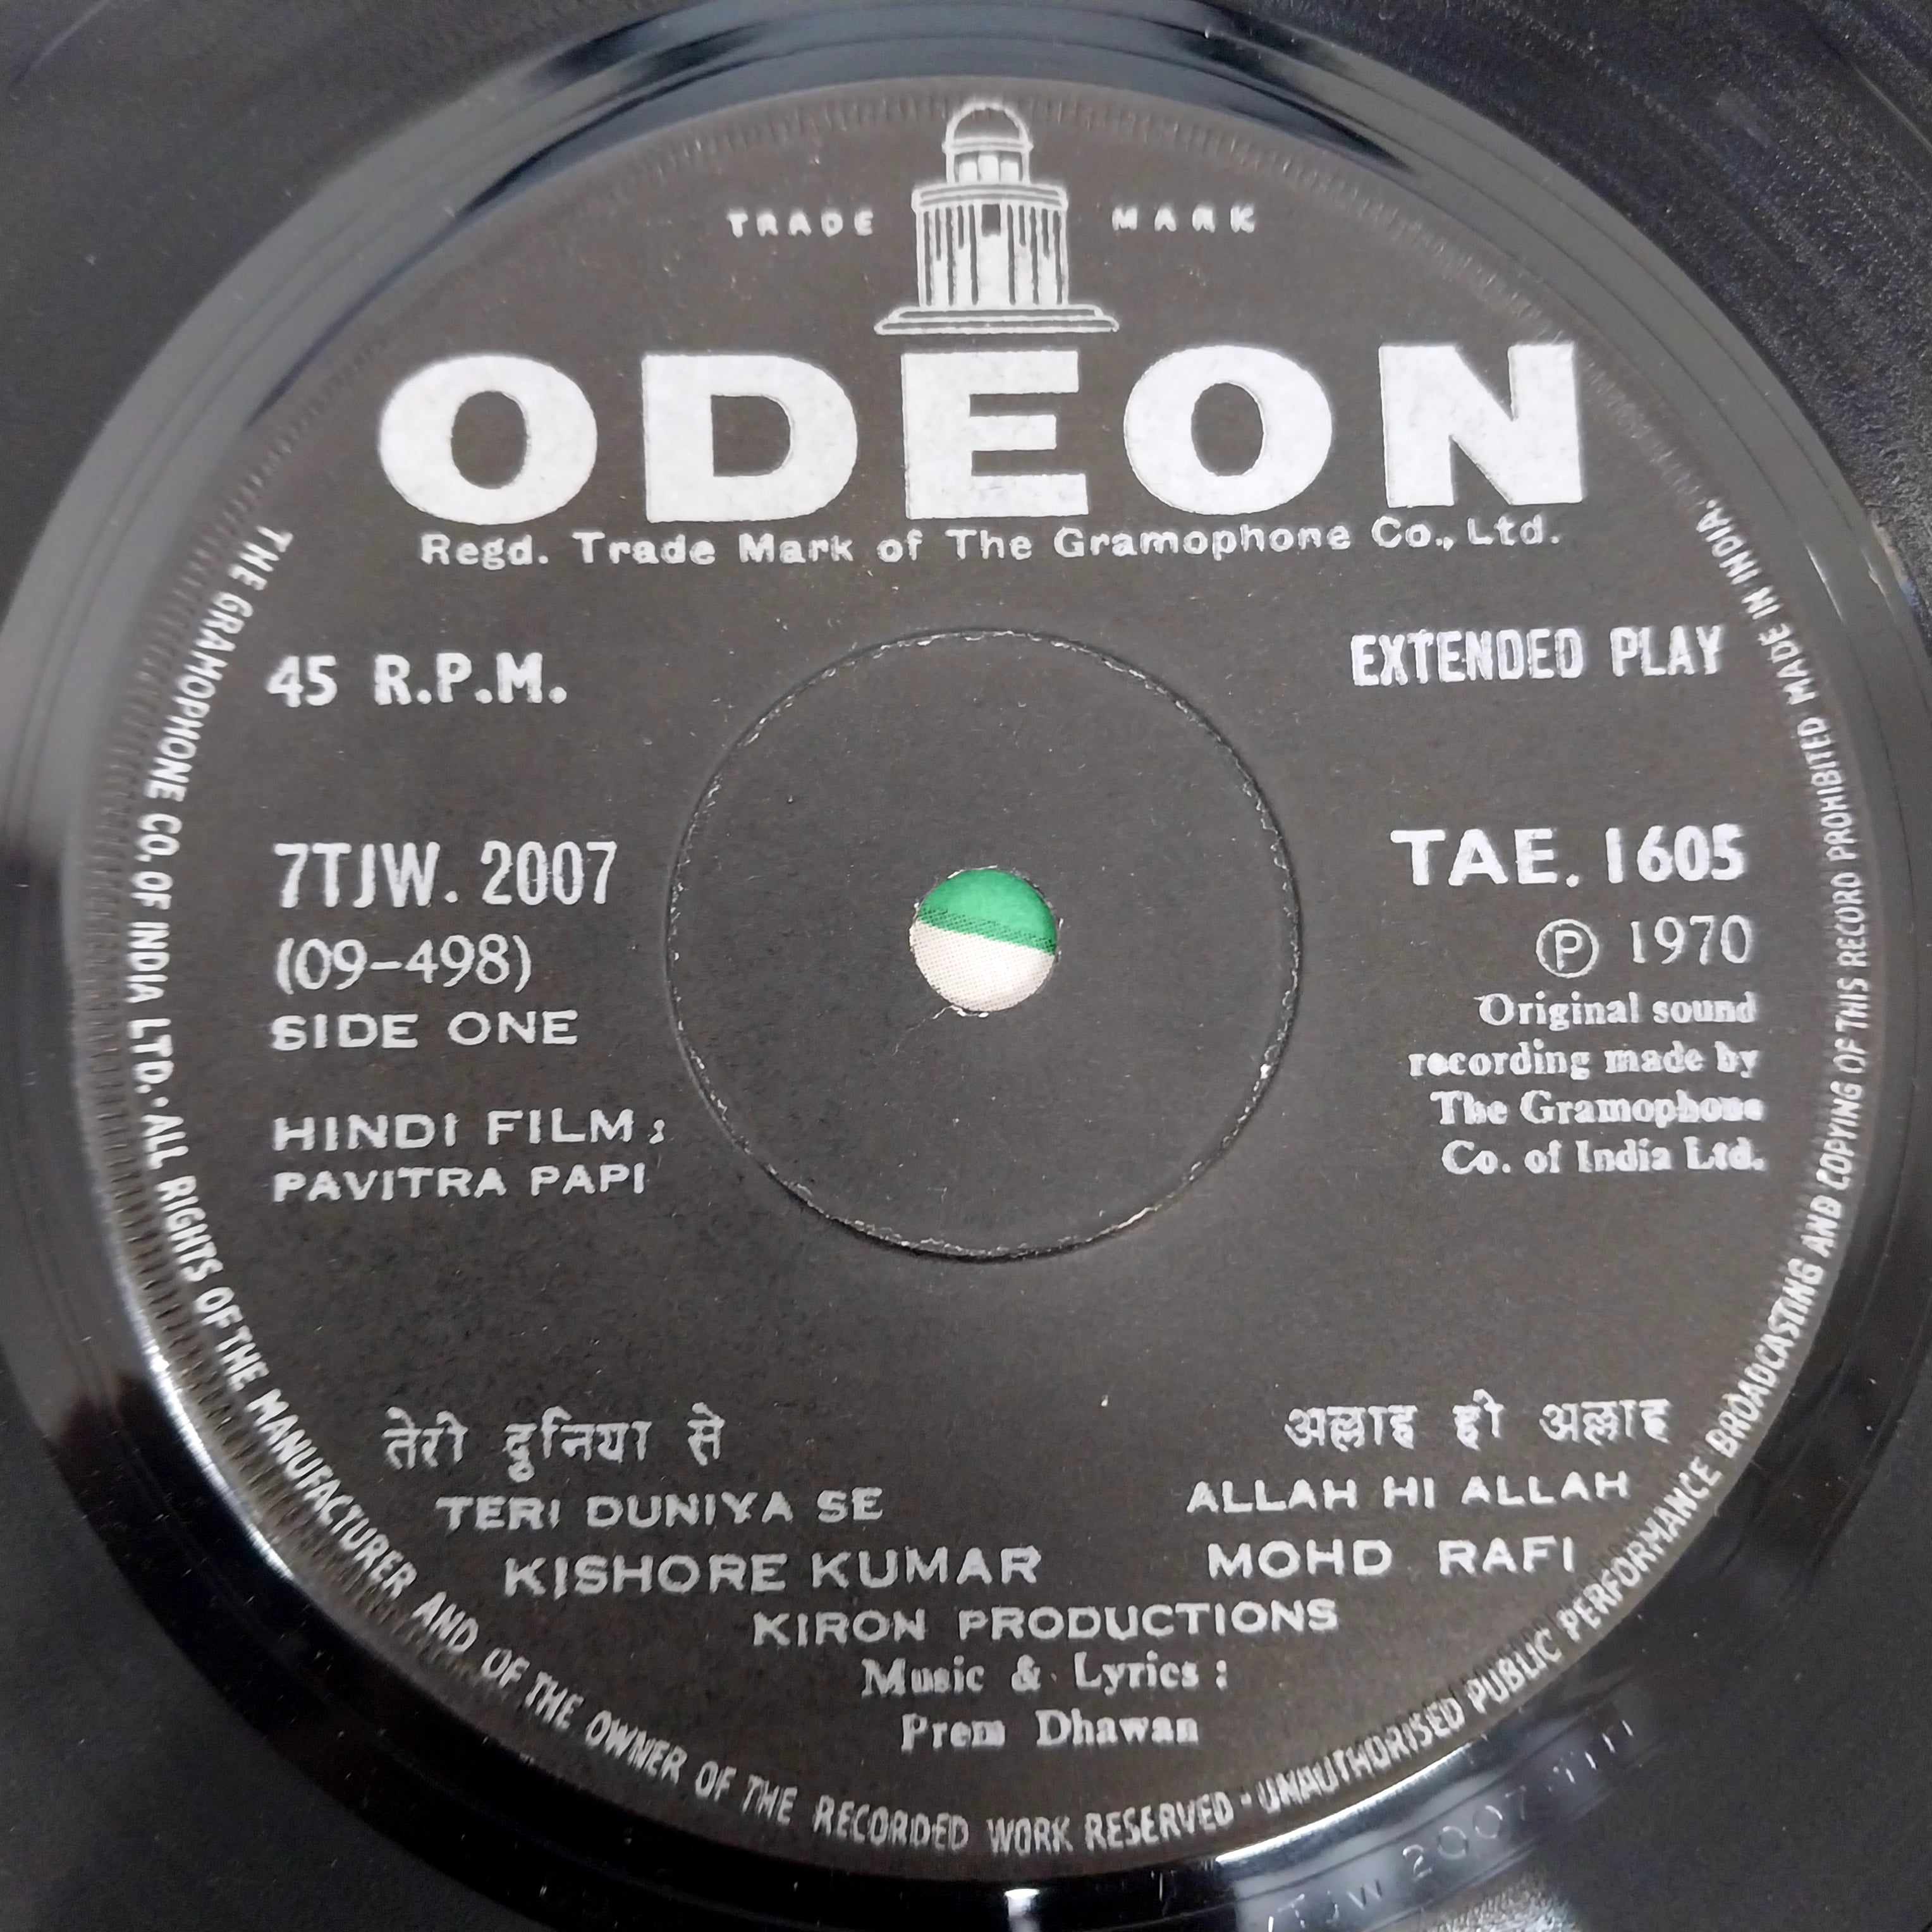 TRADE MARK
ODEON
Regd. Trade Mark of The Gramophone Co., Ltd.
45 R.P.M.
EXTENDED PLAY
7TJW. 2007
(09-498)
SIDE ONE
HINDI FILM :
PAVITRA PAPI
TAE. 1605
Ⓟ 1970
Original sound
recording made by
The Gramophone
Co. of India Ltd.
तेरी दुनिया से
TERI DUNIYA SE
KISHORE KUMAR
अल्लाह ही अल्लाह
ALLAH HI ALLAH
MOHD RAFI
KIRON PRODUCTIONS
Music & Lyrics :
Prem Dhawan
THE GRAMOPHONE CO. OF INDIA LTD. • ALL RIGHTS OF THE MANUFACTURER AND OF THE OWNER OF THE RECORDED WORK RESERVED • UNAUTHORISED PUBLIC PERFORMANCE BROADCASTING AND COPYING OF THIS RECORD PROHIBITED MADE IN INDIA.
7TJW 2007